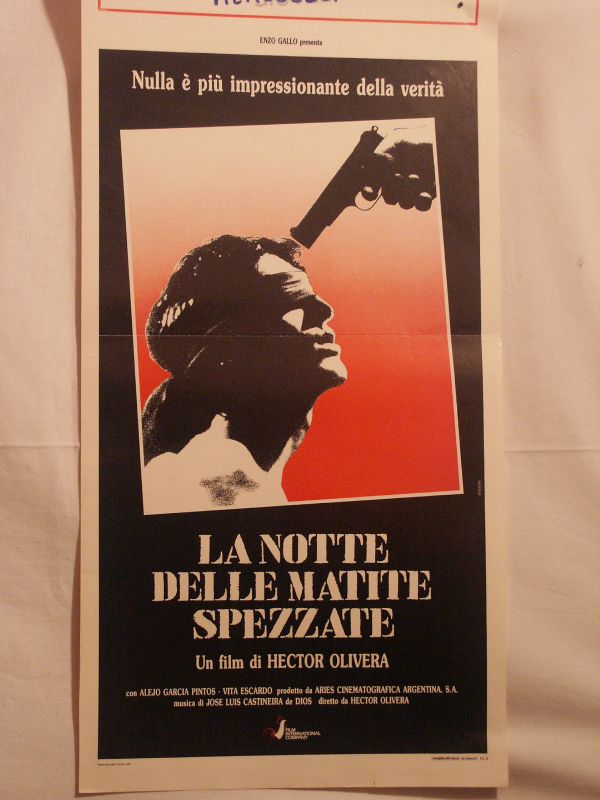 ENZO GALLO presenta
Nulla è più impressionante della verità
LA NOTTE
DELLE MATITE
SPEZZATE
Un film di HECTOR OLIVERA
con ALEJO GARCIA PINTOS · VITA ESCARDO prodotto da ARIES CINEMATOGRAFICA ARGENTINA, S.A.
musica di JOSE LUIS CASTINEIRA de DIOS diretto da HECTOR OLIVERA
FILM
INTERNATIONAL
COMPANY